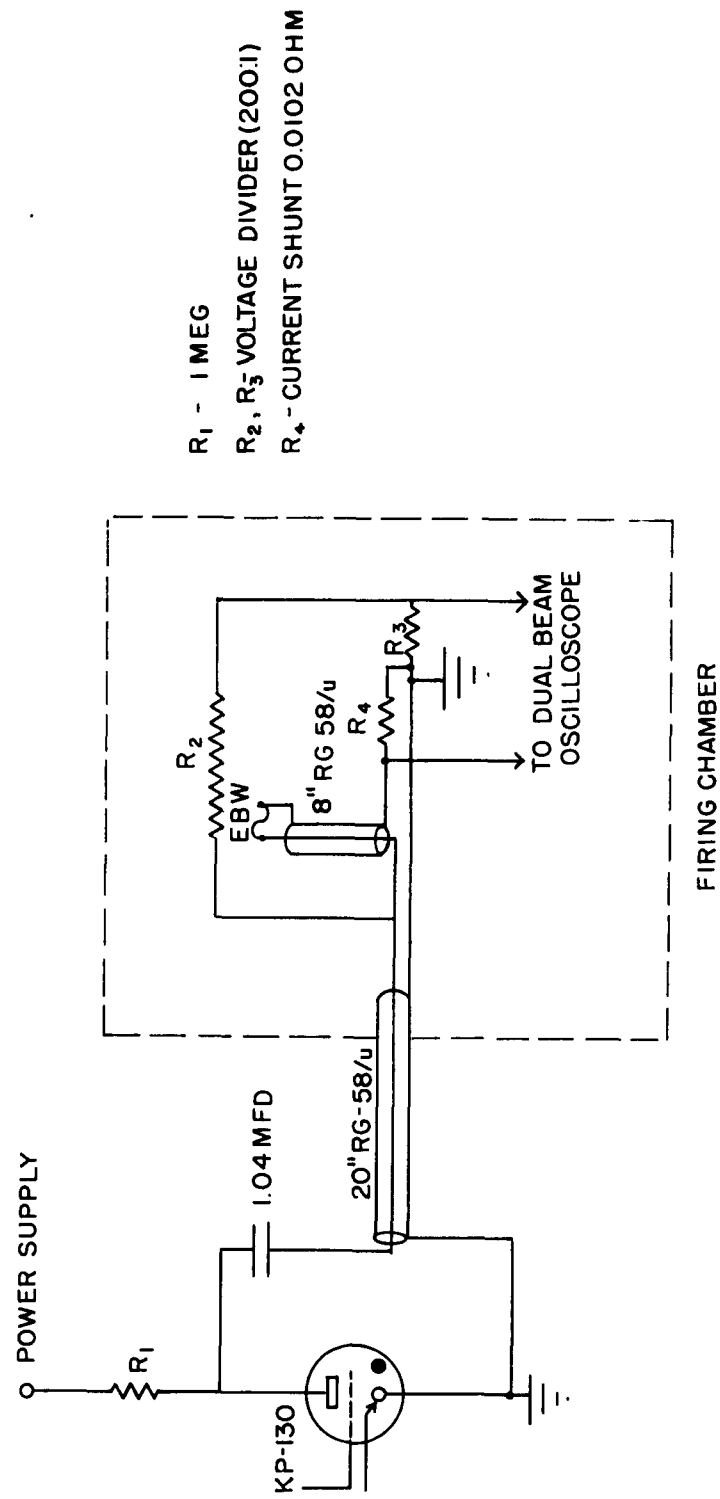 POWER SUPPLY
R1
1.04 MFD
KP-130
20" RG-58/u
R2
EBW
8" RG 58/u
R4
R3
TO DUAL BEAM
OSCILLOSCOPE
FIRING CHAMBER
R1 - 1 MEG
R2, R3 - VOLTAGE DIVIDER (200:1)
R4 - CURRENT SHUNT 0.0102 OHM